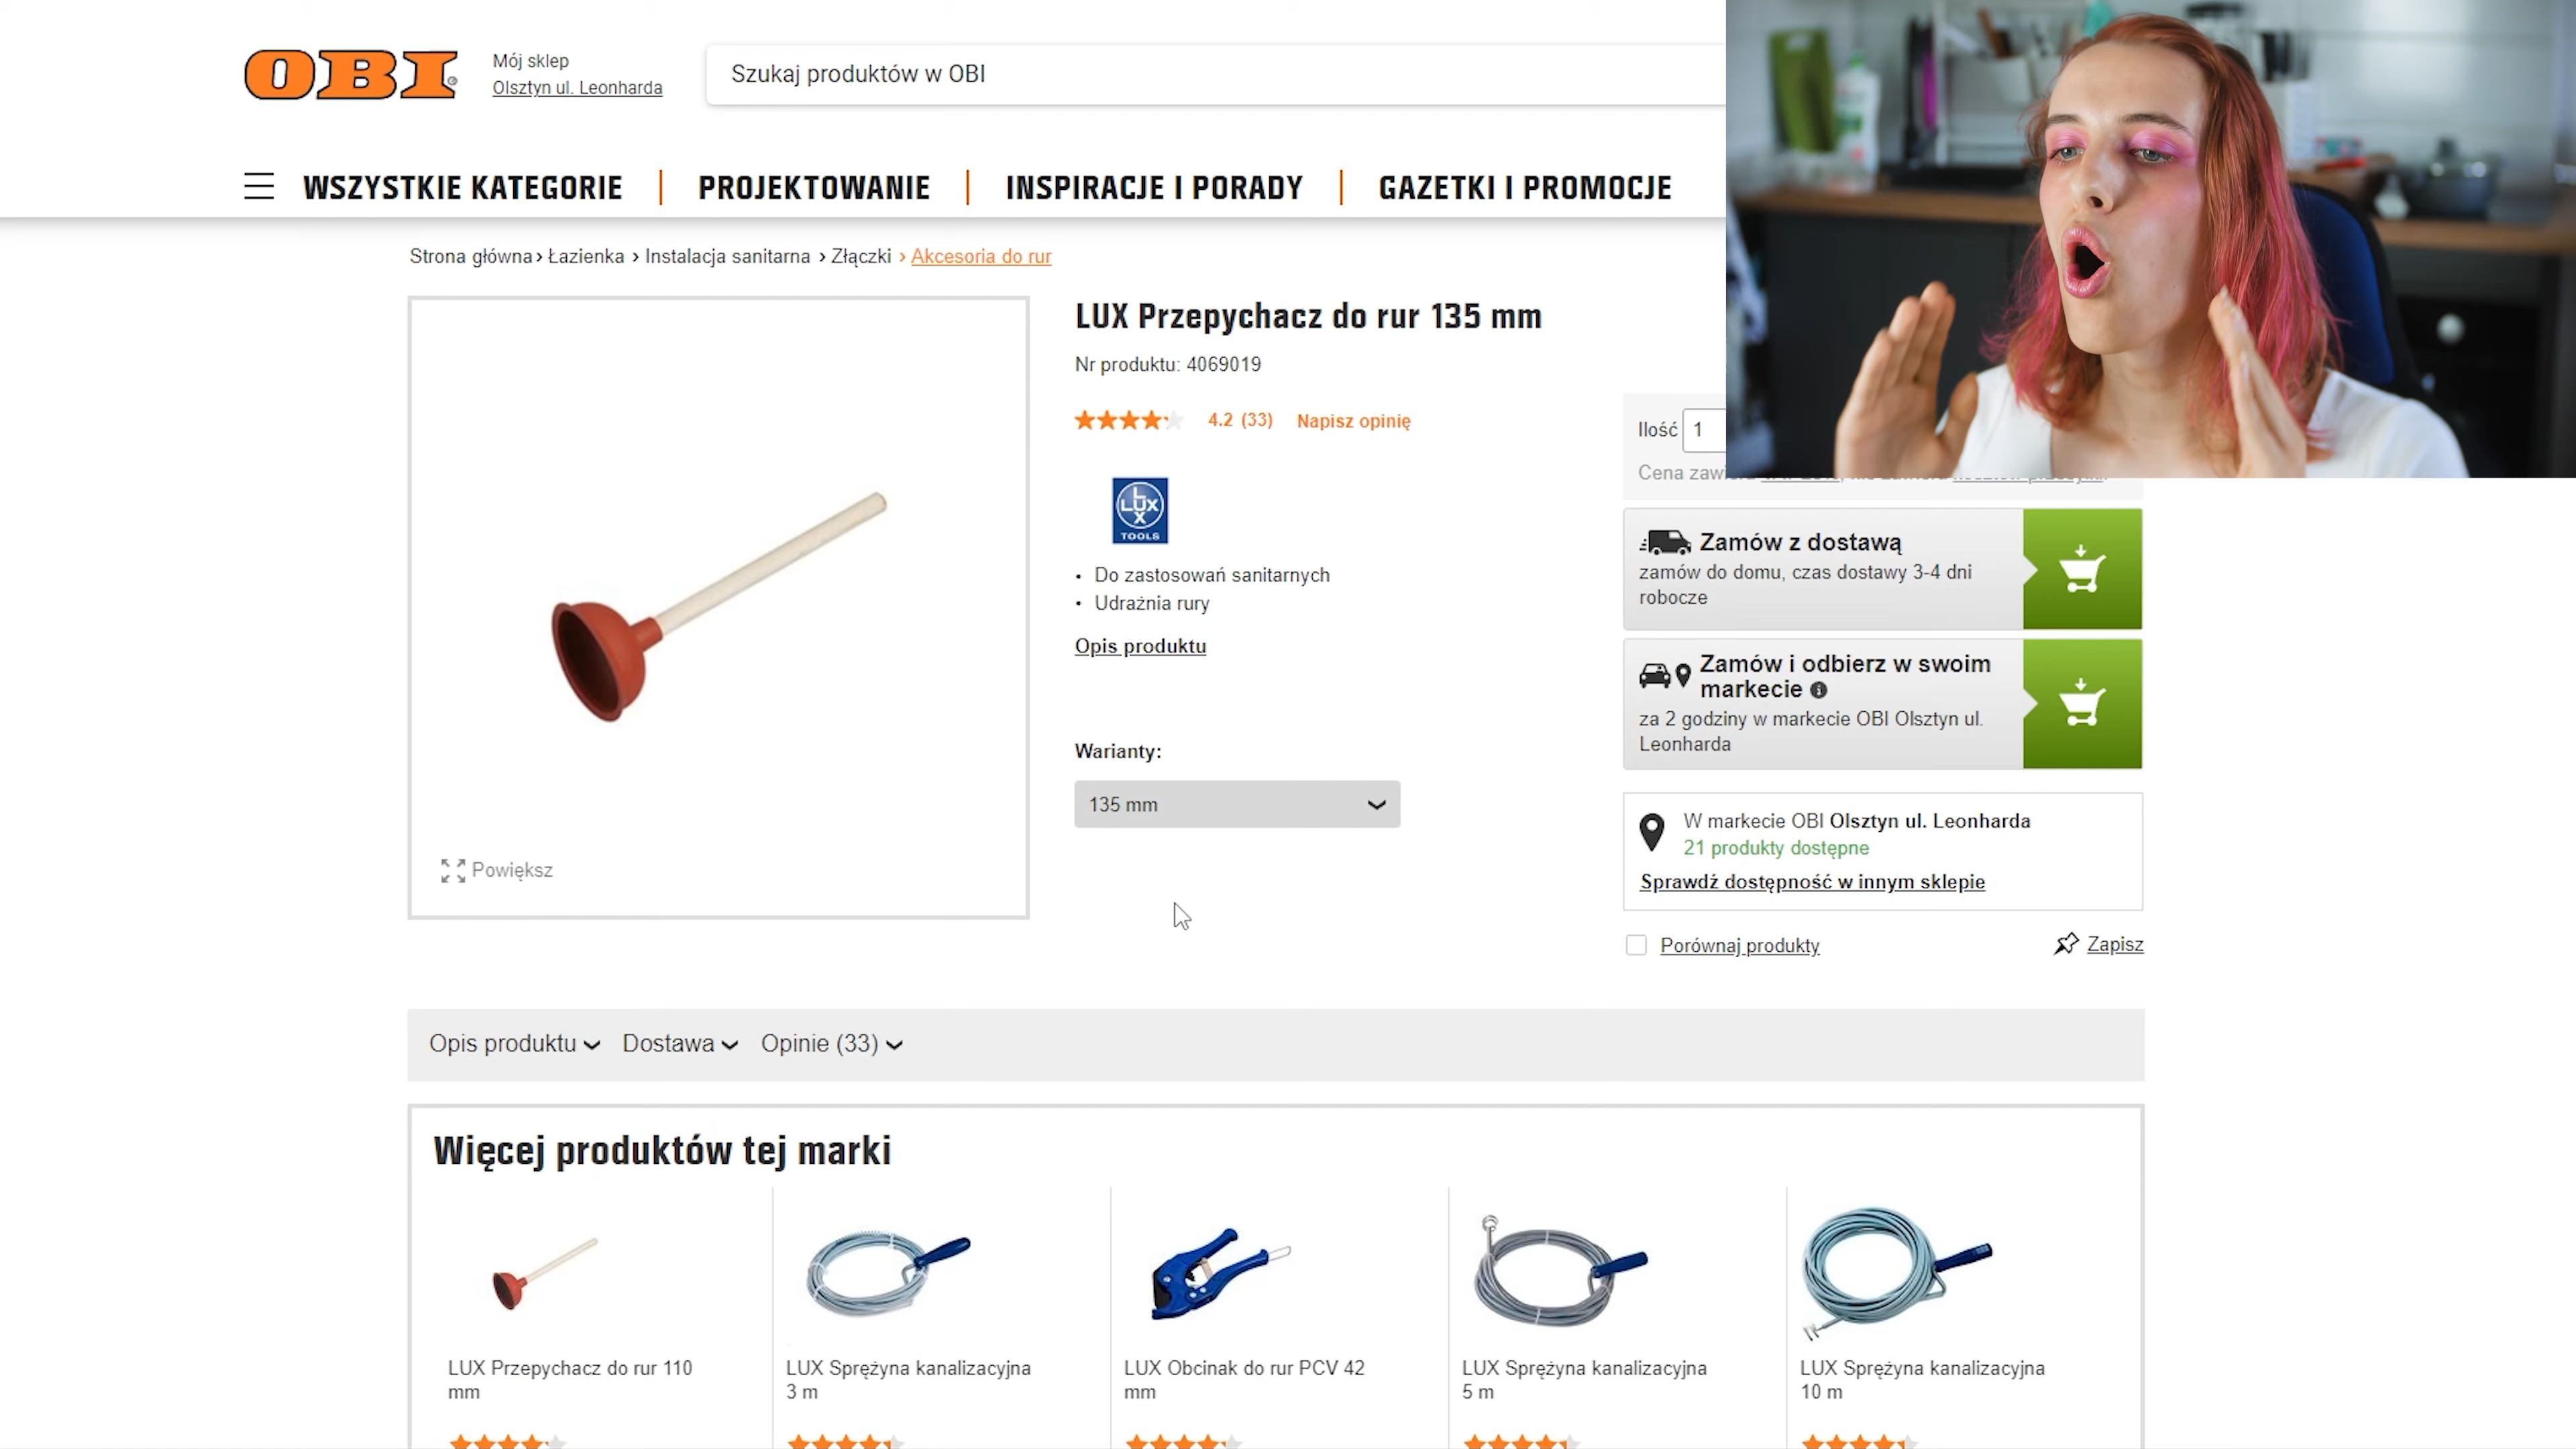 OBI
Mój sklep
Olsztyn ul. Leonharda
Szukaj produktów w OBI
WSZYSTKIE KATEGORIE
PROJEKTOWANIE
INSPIRACJE I PORADY
GAZETKI I PROMOCJE
Strona główna › Łazienka › Instalacja sanitarna › Złączki › Akcesoria do rur
LUX Przepychacz do rur 135 mm
Nr produktu: 4069019
4.2 (33) Napisz opinię
LUX
TOOLS
• Do zastosowań sanitarnych
• Udrażnia rury
Opis produktu
Warianty:
135 mm
Powiększ
Ilość 1
Cena
Zamów z dostawą
zamów do domu, czas dostawy 3-4 dni
robocze
Zamów i odbierz w swoim
markecie
za 2 godziny w markecie OBI Olsztyn ul.
Leonharda
W markecie OBI Olsztyn ul. Leonharda
21 produkty dostępne
Sprawdź dostępność w innym sklepie
Porównaj produkty
Zapisz
Opis produktu Dostawa Opinie (33)
Więcej produktów tej marki
LUX Przepychacz do rur 110
mm
LUX Sprężyna kanalizacyjna
3 m
LUX Obcinak do rur PCV 42
mm
LUX Sprężyna kanalizacyjna
5 m
LUX Sprężyna kanalizacyjna
10 m